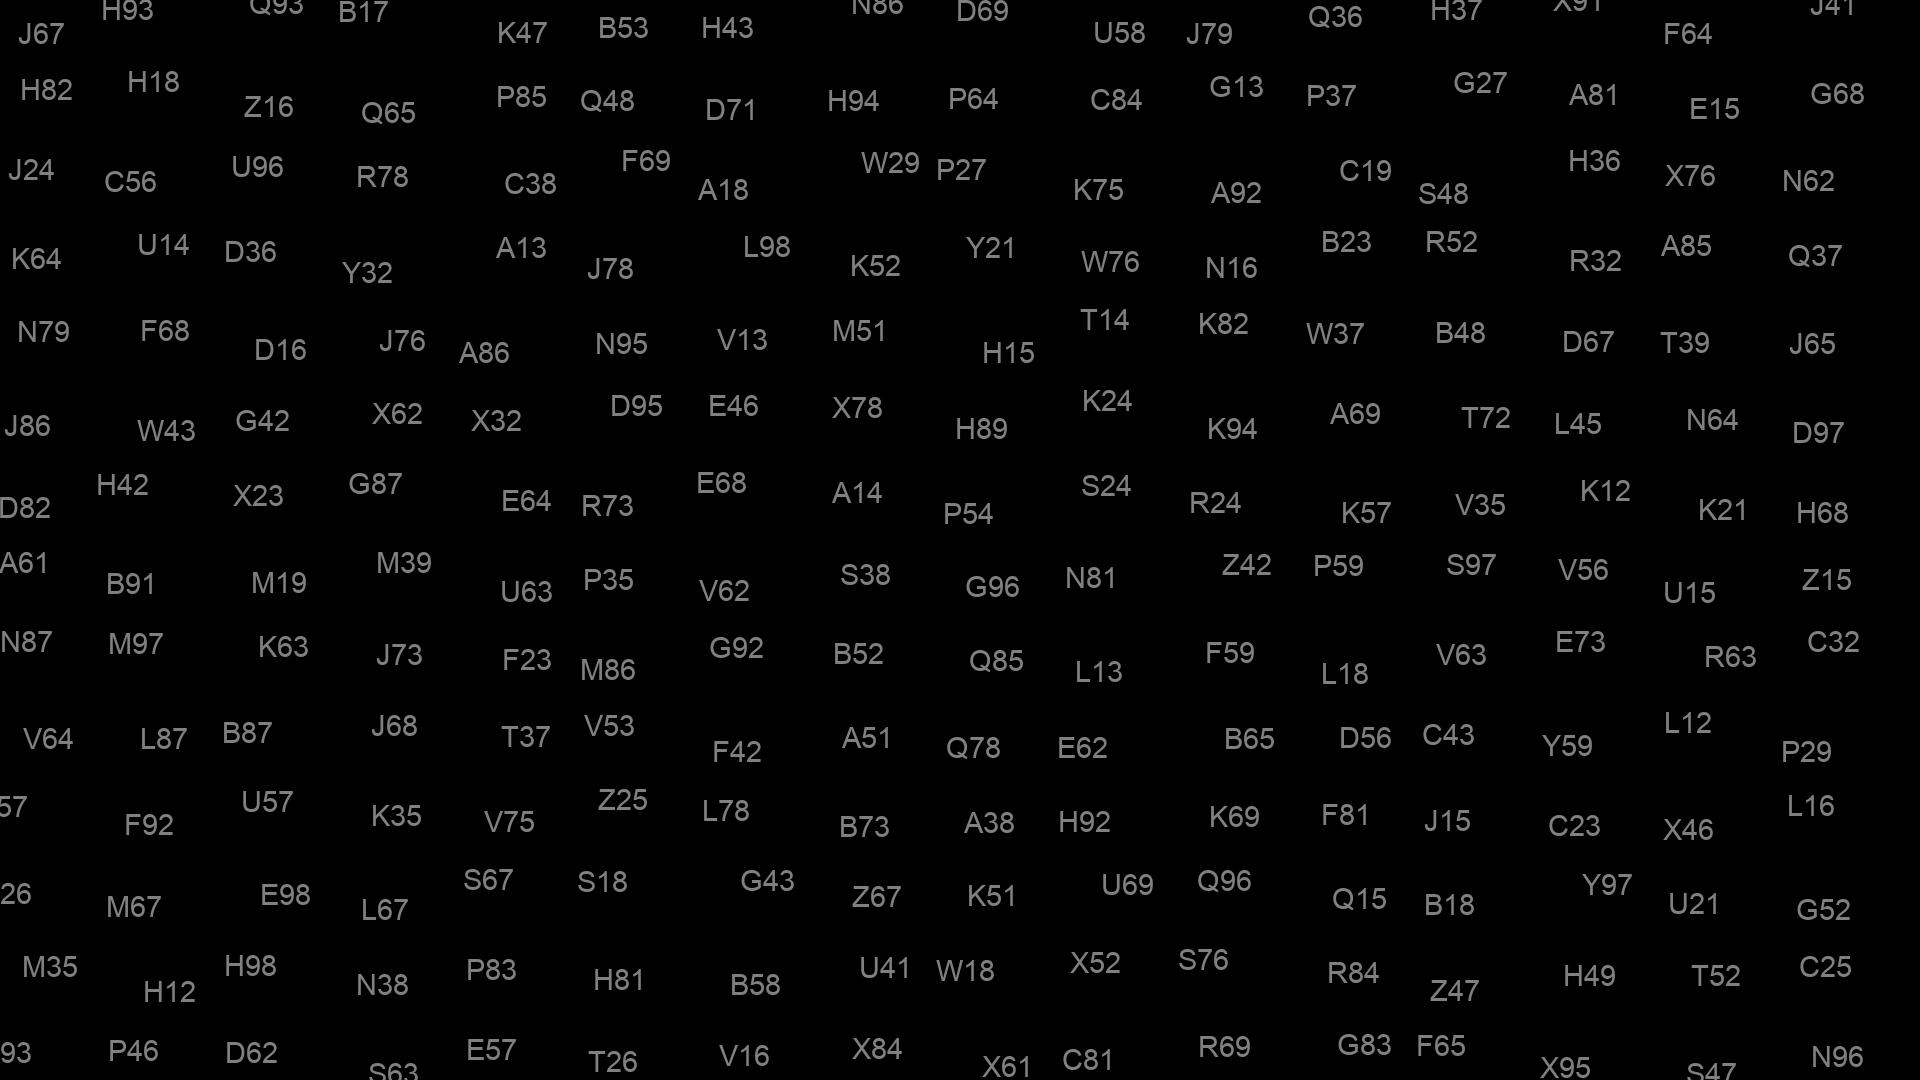 J67 H93 Q93 B17 K47 B53 H43 N86 D69 U58 J79 Q36 H37 X91 F64 J41
H82 H18 Z16 Q65 P85 Q48 D71 H94 P64 C84 G13 P37 G27 A81 E15 G68
J24 C56 U96 R78 C38 F69 A18 W29 P27 K75 A92 C19 S48 H36 X76 N62
K64 U14 D36 Y32 A13 J78 L98 K52 Y21 W76 N16 B23 R52 R32 A85 Q37
N79 F68 D16 J76 A86 N95 V13 M51 H15 T14 K82 W37 B48 D67 T39 J65
J86 W43 G42 X62 X32 D95 E46 X78 H89 K24 K94 A69 T72 L45 N64 D97
D82 H42 X23 G87 E64 R73 E68 A14 P54 S24 R24 K57 V35 K12 K21 H68
A61 B91 M19 M39 U63 P35 V62 S38 G96 N81 Z42 P59 S97 V56 U15 Z15
N87 M97 K63 J73 F23 M86 G92 B52 Q85 L13 F59 L18 V63 E73 R63 C32
V64 L87 B87 J68 T37 V53 F42 A51 Q78 E62 B65 D56 C43 Y59 L12 P29
57 F92 U57 K35 V75 Z25 L78 B73 A38 H92 K69 F81 J15 C23 X46 L16
26 M67 E98 L67 S67 S18 G43 Z67 K51 U69 Q96 Q15 B18 Y97 U21 G52
M35 H12 H98 N38 P83 H81 B58 U41 W18 X52 S76 R84 Z47 H49 T52 C25
93 P46 D62 S63 E57 T26 V16 X84 X61 C81 R69 G83 F65 X95 S47 N96